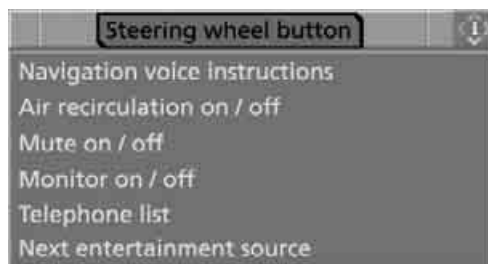 Steering wheel button
Navigation voice instructions
Air recirculation on / off
Mute on / off
Monitor on / off
Telephone list
Next entertainment source